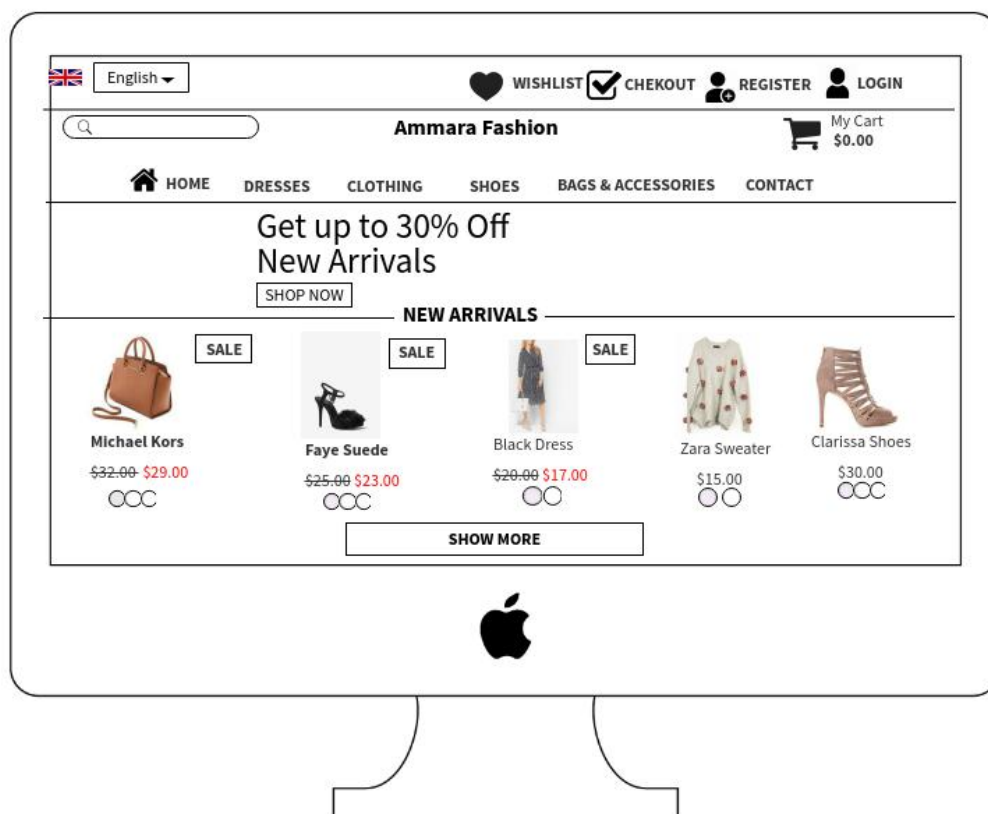 English
WISHLIST CHEKOUT REGISTER LOGIN
Ammara Fashion
My Cart
$0.00
HOME DRESSES CLOTHING SHOES BAGS & ACCESSORIES CONTACT
Get up to 30% Off
New Arrivals
SHOP NOW
NEW ARRIVALS
SALE SALE SALE
Michael Kors Faye Suede Black Dress Zara Sweater Clarissa Shoes
$32.00 $29.00 $25.00 $23.00 $20.00 $17.00 $15.00 $30.00
SHOW MORE